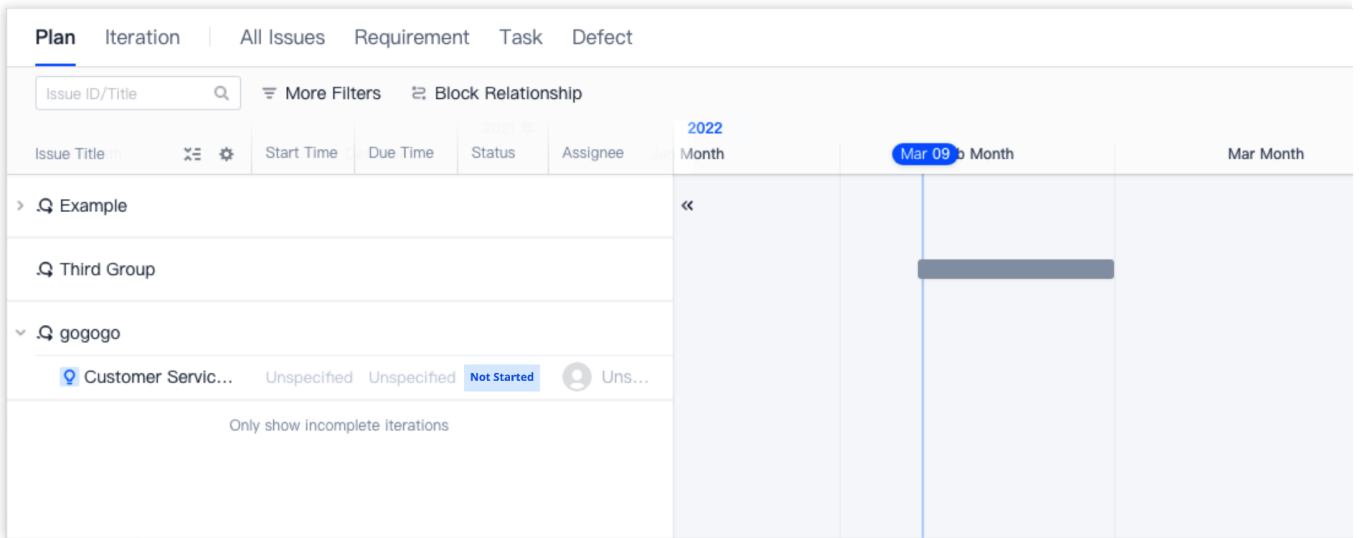 Plan Iteration All Issues Requirement Task Defect
Issue ID/Title More Filters Block Relationship
2022
Issue Title Start Time Due Time Status Assignee Month Mar 09 b Month Mar Month
Example «
Third Group
gogogo
Customer Servic... Unspecified Unspecified Not Started Uns...
Only show incomplete iterations